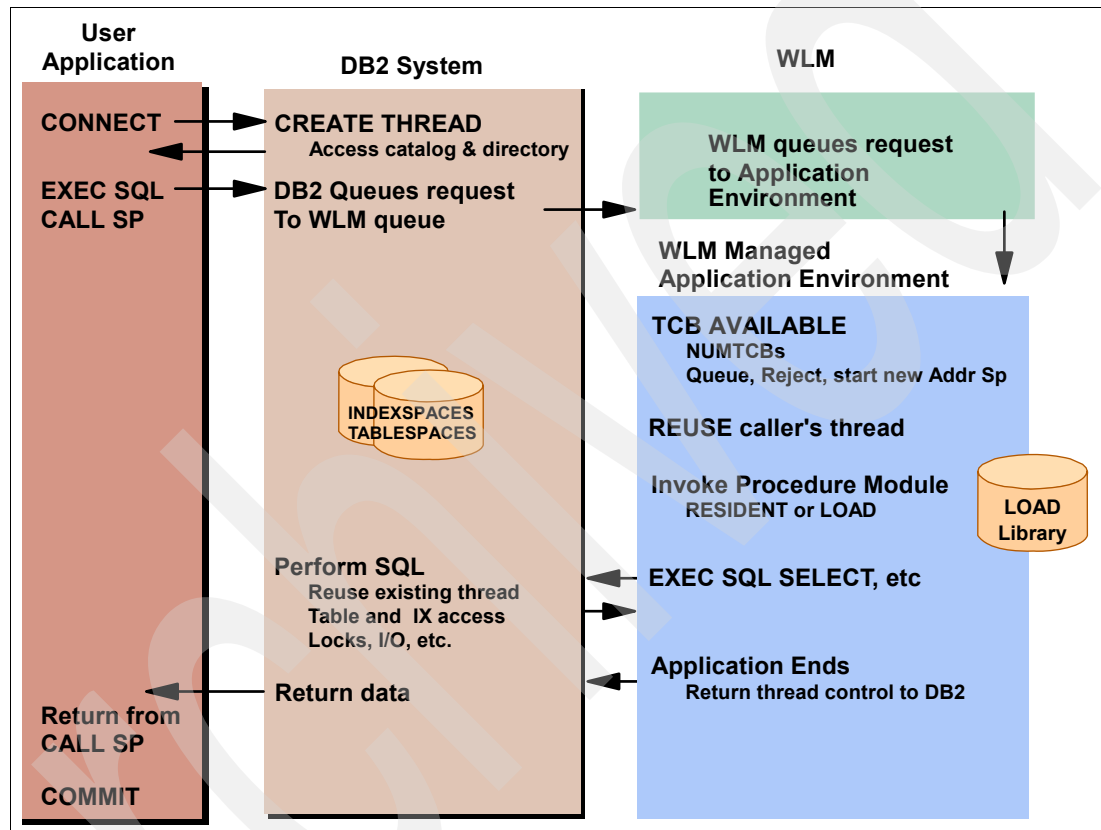 User
Application
DB2 System
WLM
CONNECT
CREATE THREAD
Access catalog & directory
EXEC SQL
CALL SP
DB2 Queues request
To WLM queue
WLM queues request
to Application
Environment
WLM Managed
Application Environment
TCB AVAILABLE
NUMTCBs
Queue, Reject, start new Addr Sp
INDEXSPACES
TABLESPACES
REUSE caller's thread
Invoke Procedure Module
RESIDENT or LOAD
LOAD
Library
Perform SQL
Reuse existing thread
Table and IX access
Locks, I/O, etc.
EXEC SQL SELECT, etc
Application Ends
Return thread control to DB2
Return data
Return from
CALL SP
COMMIT